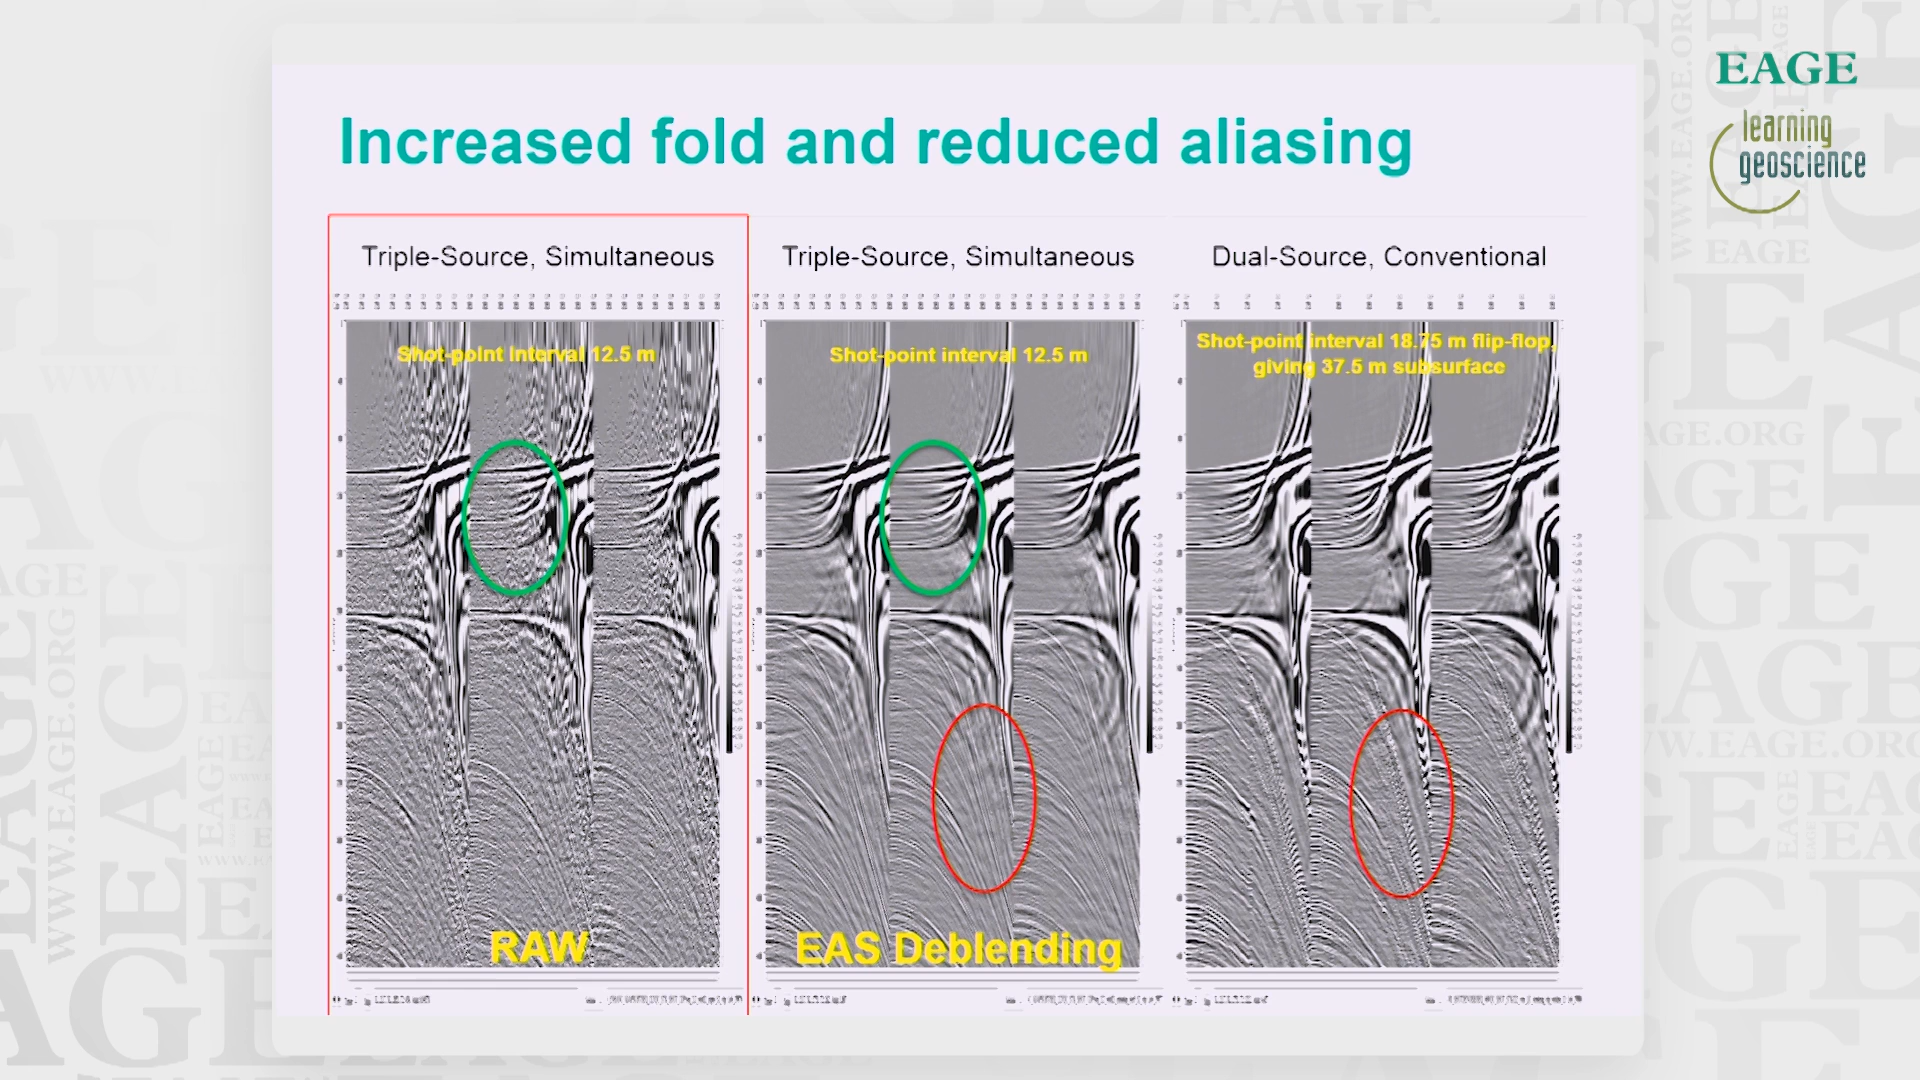 Increased fold and reduced aliasing
EAGE
learning
geoscience
Triple-Source, Simultaneous
Triple-Source, Simultaneous
Dual-Source, Conventional
Shot-point interval 12.5 m
Shot-point interval 12.5 m
Shot-point interval 18.75 m flip-flop,
giving 37.5 m subsurface
RAW
EAS Deblending